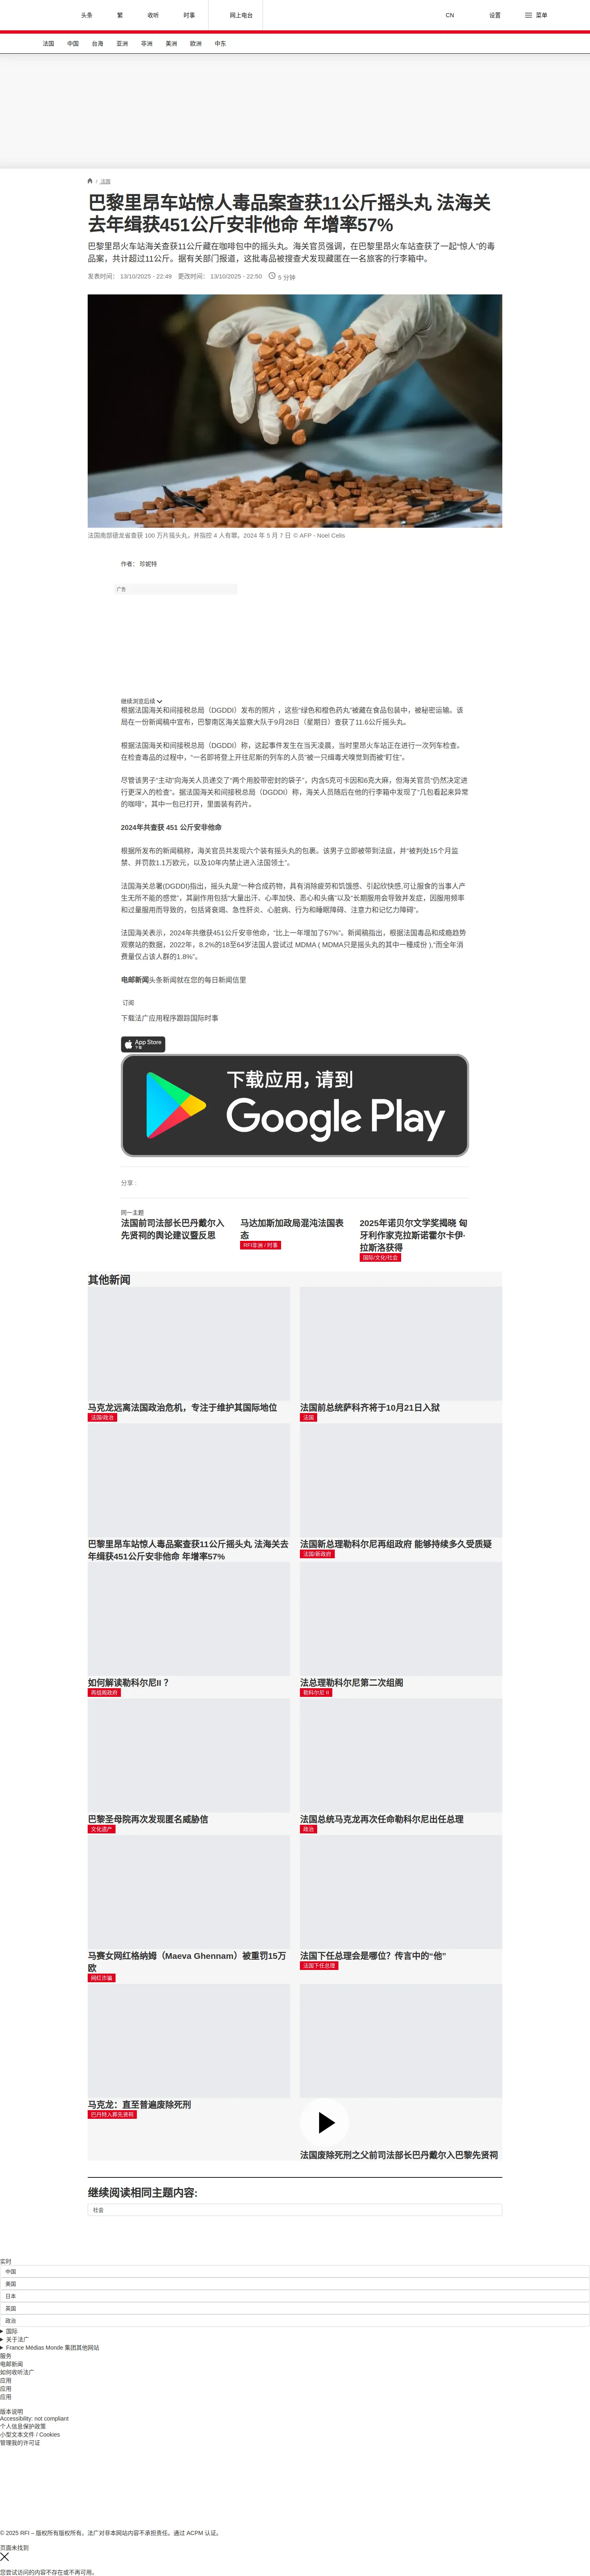 头条
繁
收听
时事
网上电台
CN
设置
菜单
法国
中国
台海
亚洲
非洲
美洲
欧洲
中东
/ 法国
巴黎里昂车站惊人毒品案查获11公斤摇头丸 法海关
去年缉获451公斤安非他命 年增率57%
巴黎里昂火车站海关查获11公斤藏在咖啡包中的摇头丸。海关官员强调，在巴黎里昂火车站查获了一起“惊人”的毒
品案，共计超过11公斤。据有关部门报道，这批毒品被搜查犬发现藏匿在一名旅客的行李箱中。
发表时间： 13/10/2025 - 22:49 更改时间： 13/10/2025 - 22:50 5 分钟
法国南部德龙省查获 100 万片摇头丸，并指控 4 人有罪。2024 年 5 月 7 日 © AFP - Noel Celis
作者： 珍妮特
广告
继续浏览后续
根据法国海关和间接税总局（DGDDI）发布的照片 ，这些“绿色和橙色药丸”被藏在食品包装中，被秘密运输。该
局在一份新闻稿中宣布，巴黎南区海关监察大队于9月28日（星期日）查获了11.6公斤摇头丸。
根据法国海关和间接税总局（DGDDI）称，这起事件发生在当天凌晨，当时里昂火车站正在进行一次列车检查。
在检查毒品的过程中，“一名即将登上开往尼斯的列车的人员”被一只缉毒犬嗅觉到而被“盯住”。
尽管该男子“主动”向海关人员递交了“两个用胶带密封的袋子”，内含5克可卡因和6克大麻，但海关官员“仍然决定进
行更深入的检查”。据法国海关和间接税总局（DGDDI）称，海关人员随后在他的行李箱中发现了“几包看起来异常
的咖啡”，其中一包已打开，里面装有药片。
2024年共查获 451 公斤安非他命
根据所发布的新闻稿称，海关官员共发现六个装有摇头丸的包裹。该男子立即被带到法庭，并“被判处15个月监
禁、并罚款1.1万欧元，以及10年内禁止进入法国领土”。
法国海关总署(DGDDI)指出，摇头丸是“一种合成药物，具有消除疲劳和饥饿感、引起欣快感,可让服食的当事人产
生无所不能的感觉”，其副作用包括“大量出汗、心率加快、恶心和头痛”以及“长期服用会导致并发症，因服用频率
和过量服用而导致的，包括肾衰竭、急性肝炎、心脏病、行为和睡眠障碍、注意力和记忆力障碍”。
法国海关表示，2024年共缴获451公斤安非他命，“比上一年增加了57%”。新闻稿指出，根据法国毒品和成瘾趋势
观察站的数据，2022年，8.2%的18至64岁法国人尝试过 MDMA ( MDMA只是摇头丸的其中一種成份 )，”而全年消
费量仅占该人群的1.8%”。
电邮新闻头条新闻就在您的每日新闻信里
订阅
下载法广应用程序跟踪国际时事
App Store
下载
下载应用，请到
Google Play
分享 :
同一主题
法国前司法部长巴丹戴尔入
先贤祠的舆论建议暨反思
马达加斯加政局混沌法国表
态
RFI非洲 / 时事
2025年诺贝尔文学奖揭晓 匈
牙利作家克拉斯诺霍尔卡伊·
拉斯洛获得
国际/文化/社会
其他新闻
马克龙远离法国政治危机，专注于维护其国际地位
法国/政治
法国前总统萨科齐将于10月21日入狱
法国
巴黎里昂车站惊人毒品案查获11公斤摇头丸 法海关去
年缉获451公斤安非他命 年增率57%
法国新总理勒科尔尼再组政府 能够持续多久受质疑
法国/新政府
如何解读勒科尔尼II ？
再组阁政府
法总理勒科尔尼第二次组阁
勒科尔尼 II
巴黎圣母院再次发现匿名威胁信
文化遗产
法国总统马克龙再次任命勒科尔尼出任总理
政治
马赛女网红格纳姆（Maeva Ghennam）被重罚15万
欧
网红诈骗
法国下任总理会是哪位？传言中的“他”
法国下任总理
马克龙：直至普遍废除死刑
巴丹特入葬先贤祠
法国废除死刑之父前司法部长巴丹戴尔入巴黎先贤祠
继续阅读相同主题内容:
社会
实时
中国
美国
日本
英国
政治
国际
关于法广
France Médias Monde 集团其他网站
服务
电邮新闻
如何收听法广
应用
应用
应用
版本说明
Accessibility: not compliant
个人信息保护政策
小型文本文件 / Cookies
管理我的许可证
© 2025 RFI – 版权所有版权所有。法广对非本网站内容不承担责任。通过 ACPM 认证。
页面未找到
您尝试访问的内容不存在或不再可用。